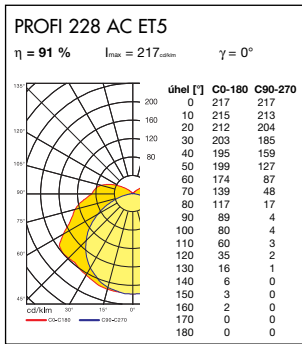 PROFI 228 AC ET5
η = 91 % Imax = 217 cd/klm γ = 0°
135°
120°
105°
90°
75°
60°
45°
30° 15° 0°
200
160
120
80
cd/klm
C0-C180 C90-C270
úhel [°] C0-180 C90-270
0 217 217
10 215 213
20 212 204
30 203 185
40 195 159
50 199 127
60 174 87
70 139 48
80 117 17
90 89 4
100 80 4
110 60 3
120 35 2
130 16 1
140 6 0
150 3 0
160 2 0
170 0 0
180 0 0